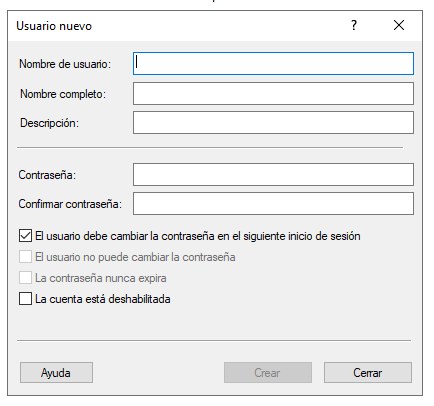 Usuario nuevo ?
Nombre de usuario:
Nombre completo:
Descripción:
Contraseña:
Confirmar contraseña:
El usuario debe cambiar la contraseña en el siguiente inicio de sesión
El usuario no puede cambiar la contraseña
La contraseña nunca expira
La cuenta está deshabilitada
Ayuda Crear Cerrar